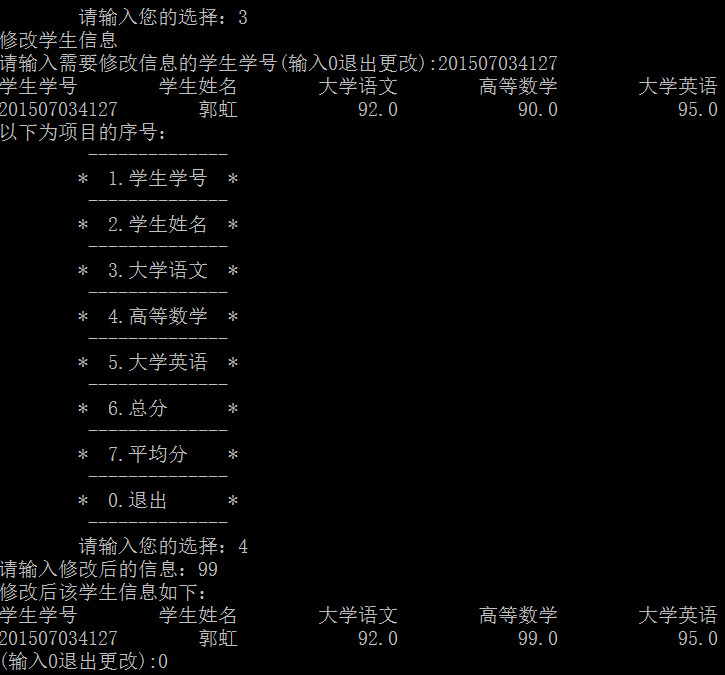 请输入您的选择：3
修改学生信息
请输入需要修改信息的学生学号(输入0退出更改):201507034127
学生学号 学生姓名 大学语文 高等数学 大学英语
201507034127 郭虹 92.0 90.0 95.0
以下为项目的序号：
--------------
* 1.学生学号 *
--------------
* 2.学生姓名 *
--------------
* 3.大学语文 *
--------------
* 4.高等数学 *
--------------
* 5.大学英语 *
--------------
* 6.总分 *
--------------
* 7.平均分 *
--------------
* 0.退出 *
--------------
请输入您的选择：4
请输入修改后的信息：99
修改后该学生信息如下：
学生学号 学生姓名 大学语文 高等数学 大学英语
201507034127 郭虹 92.0 99.0 95.0
(输入0退出更改):0